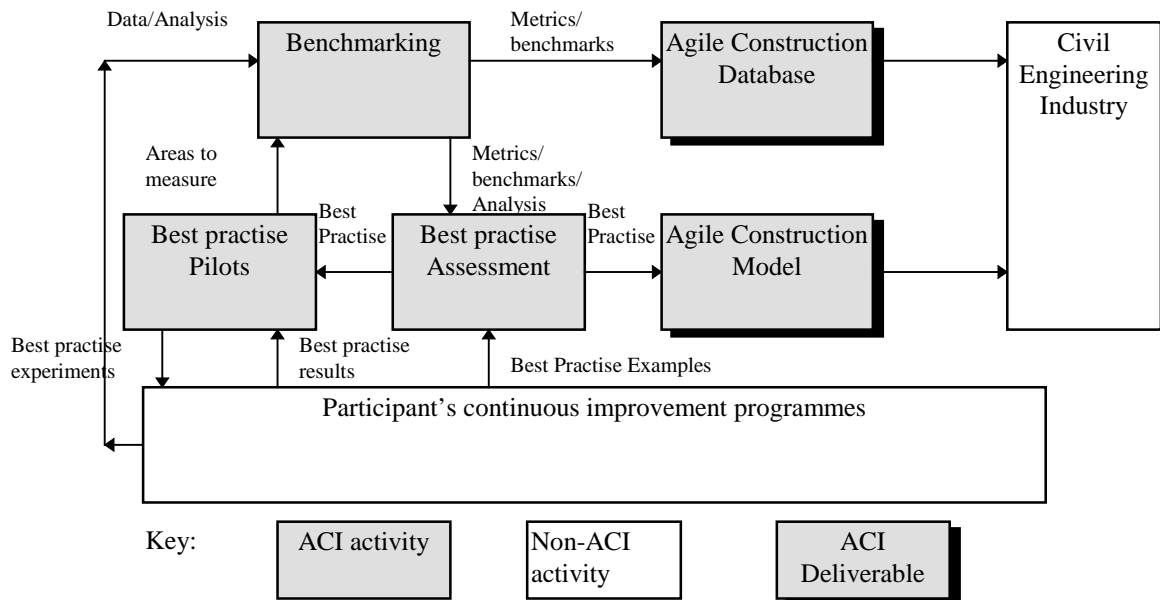 Data/Analysis
Benchmarking
Metrics/
benchmarks
Agile Construction
Database
Civil
Engineering
Industry
Areas to
measure
Metrics/
benchmarks/
Analysis
Best practise
Pilots
Best
Practise
Best practise
Assessment
Best
Practise
Agile Construction
Model
Best practise
experiments
Best practise
results
Best Practise Examples
Participant's continuous improvement programmes
Key:
ACI activity
Non-ACI
activity
ACI
Deliverable